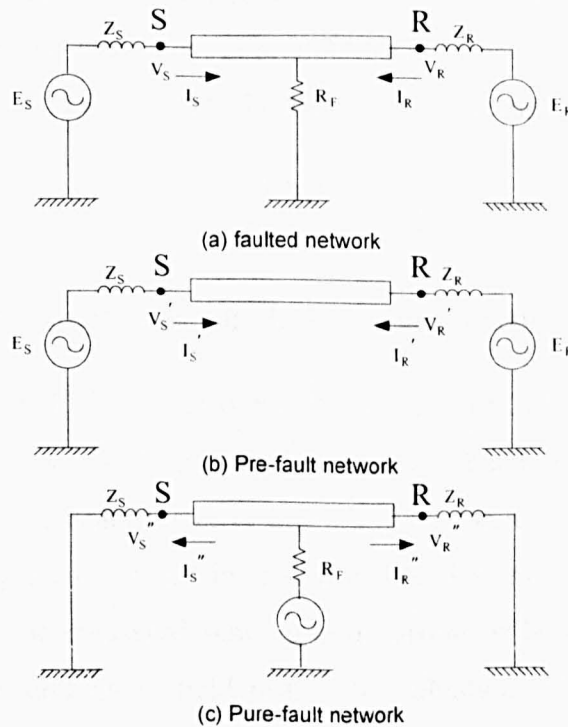 Z_S S R Z_R
V_S I_S R_F I_R V_R
E_S
(a) faulted network
Z_S S R Z_R
V_S' I_S' I_R' V_R'
E_S
(b) Pre-fault network
Z_S S R Z_R
V_S" I_S" R_F I_R" V_R"
(c) Pure-fault network